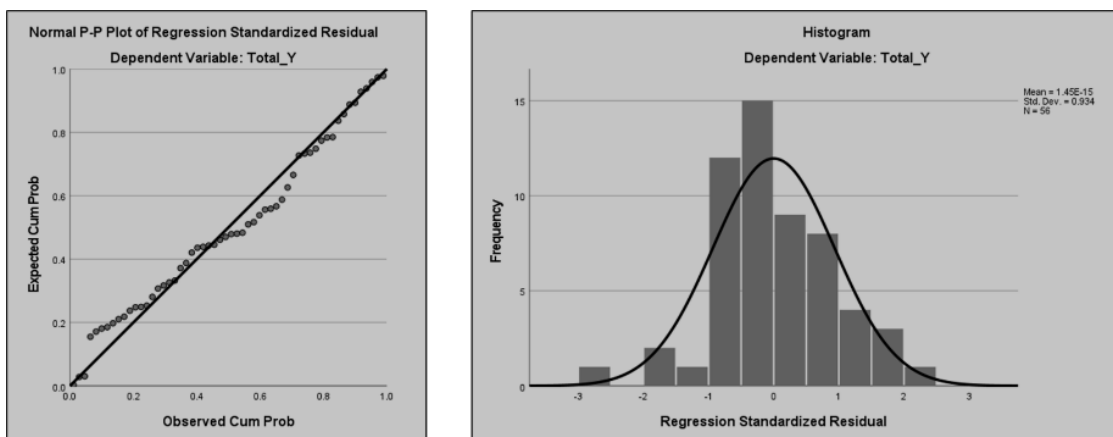 Normal P-P Plot of Regression Standardized Residual
Dependent Variable: Total_Y
Expected Cum Prob
1.0
0.8
0.6
0.4
0.2
0.0
0.0 0.2 0.4 0.6 0.8 1.0
Observed Cum Prob
Histogram
Dependent Variable: Total_Y
Mean = 1.45E-15
Std. Dev. = 0.934
N = 56
Frequency
15
10
5
0
-3 -2 -1 0 1 2 3
Regression Standardized Residual